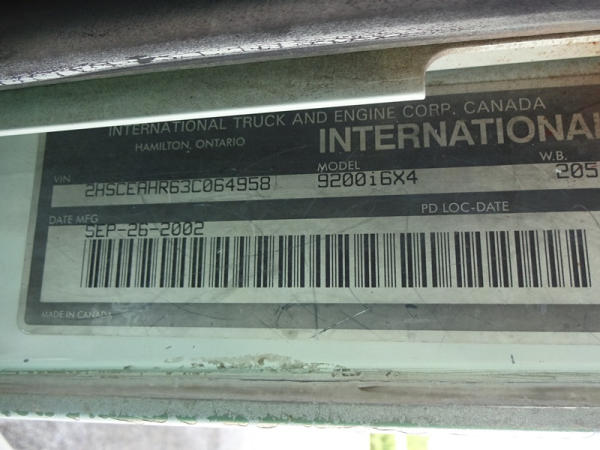 INTERNATIONAL TRUCK AND ENGINE CORP. CANADA
HAMILTON, ONTARIO
INTERNATIONAL
VIN MODEL W.B.
2HSCEAHR63C064958 9200i6X4 205
DATE MFG PD LOC-DATE
SEP-26-2002
MADE IN CANADA